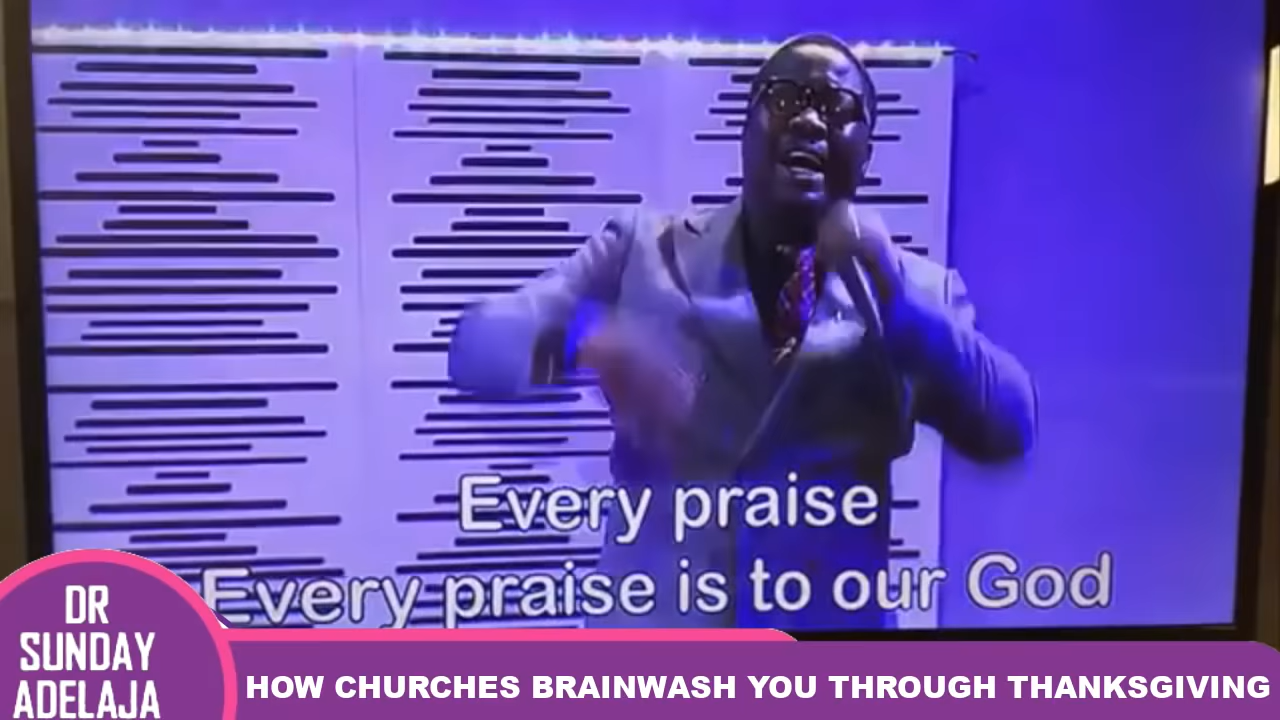 Every praise
Every praise is to our God
DR
SUNDAY
ADELAJA
HOW CHURCHES BRAINWASH YOU THROUGH THANKSGIVING